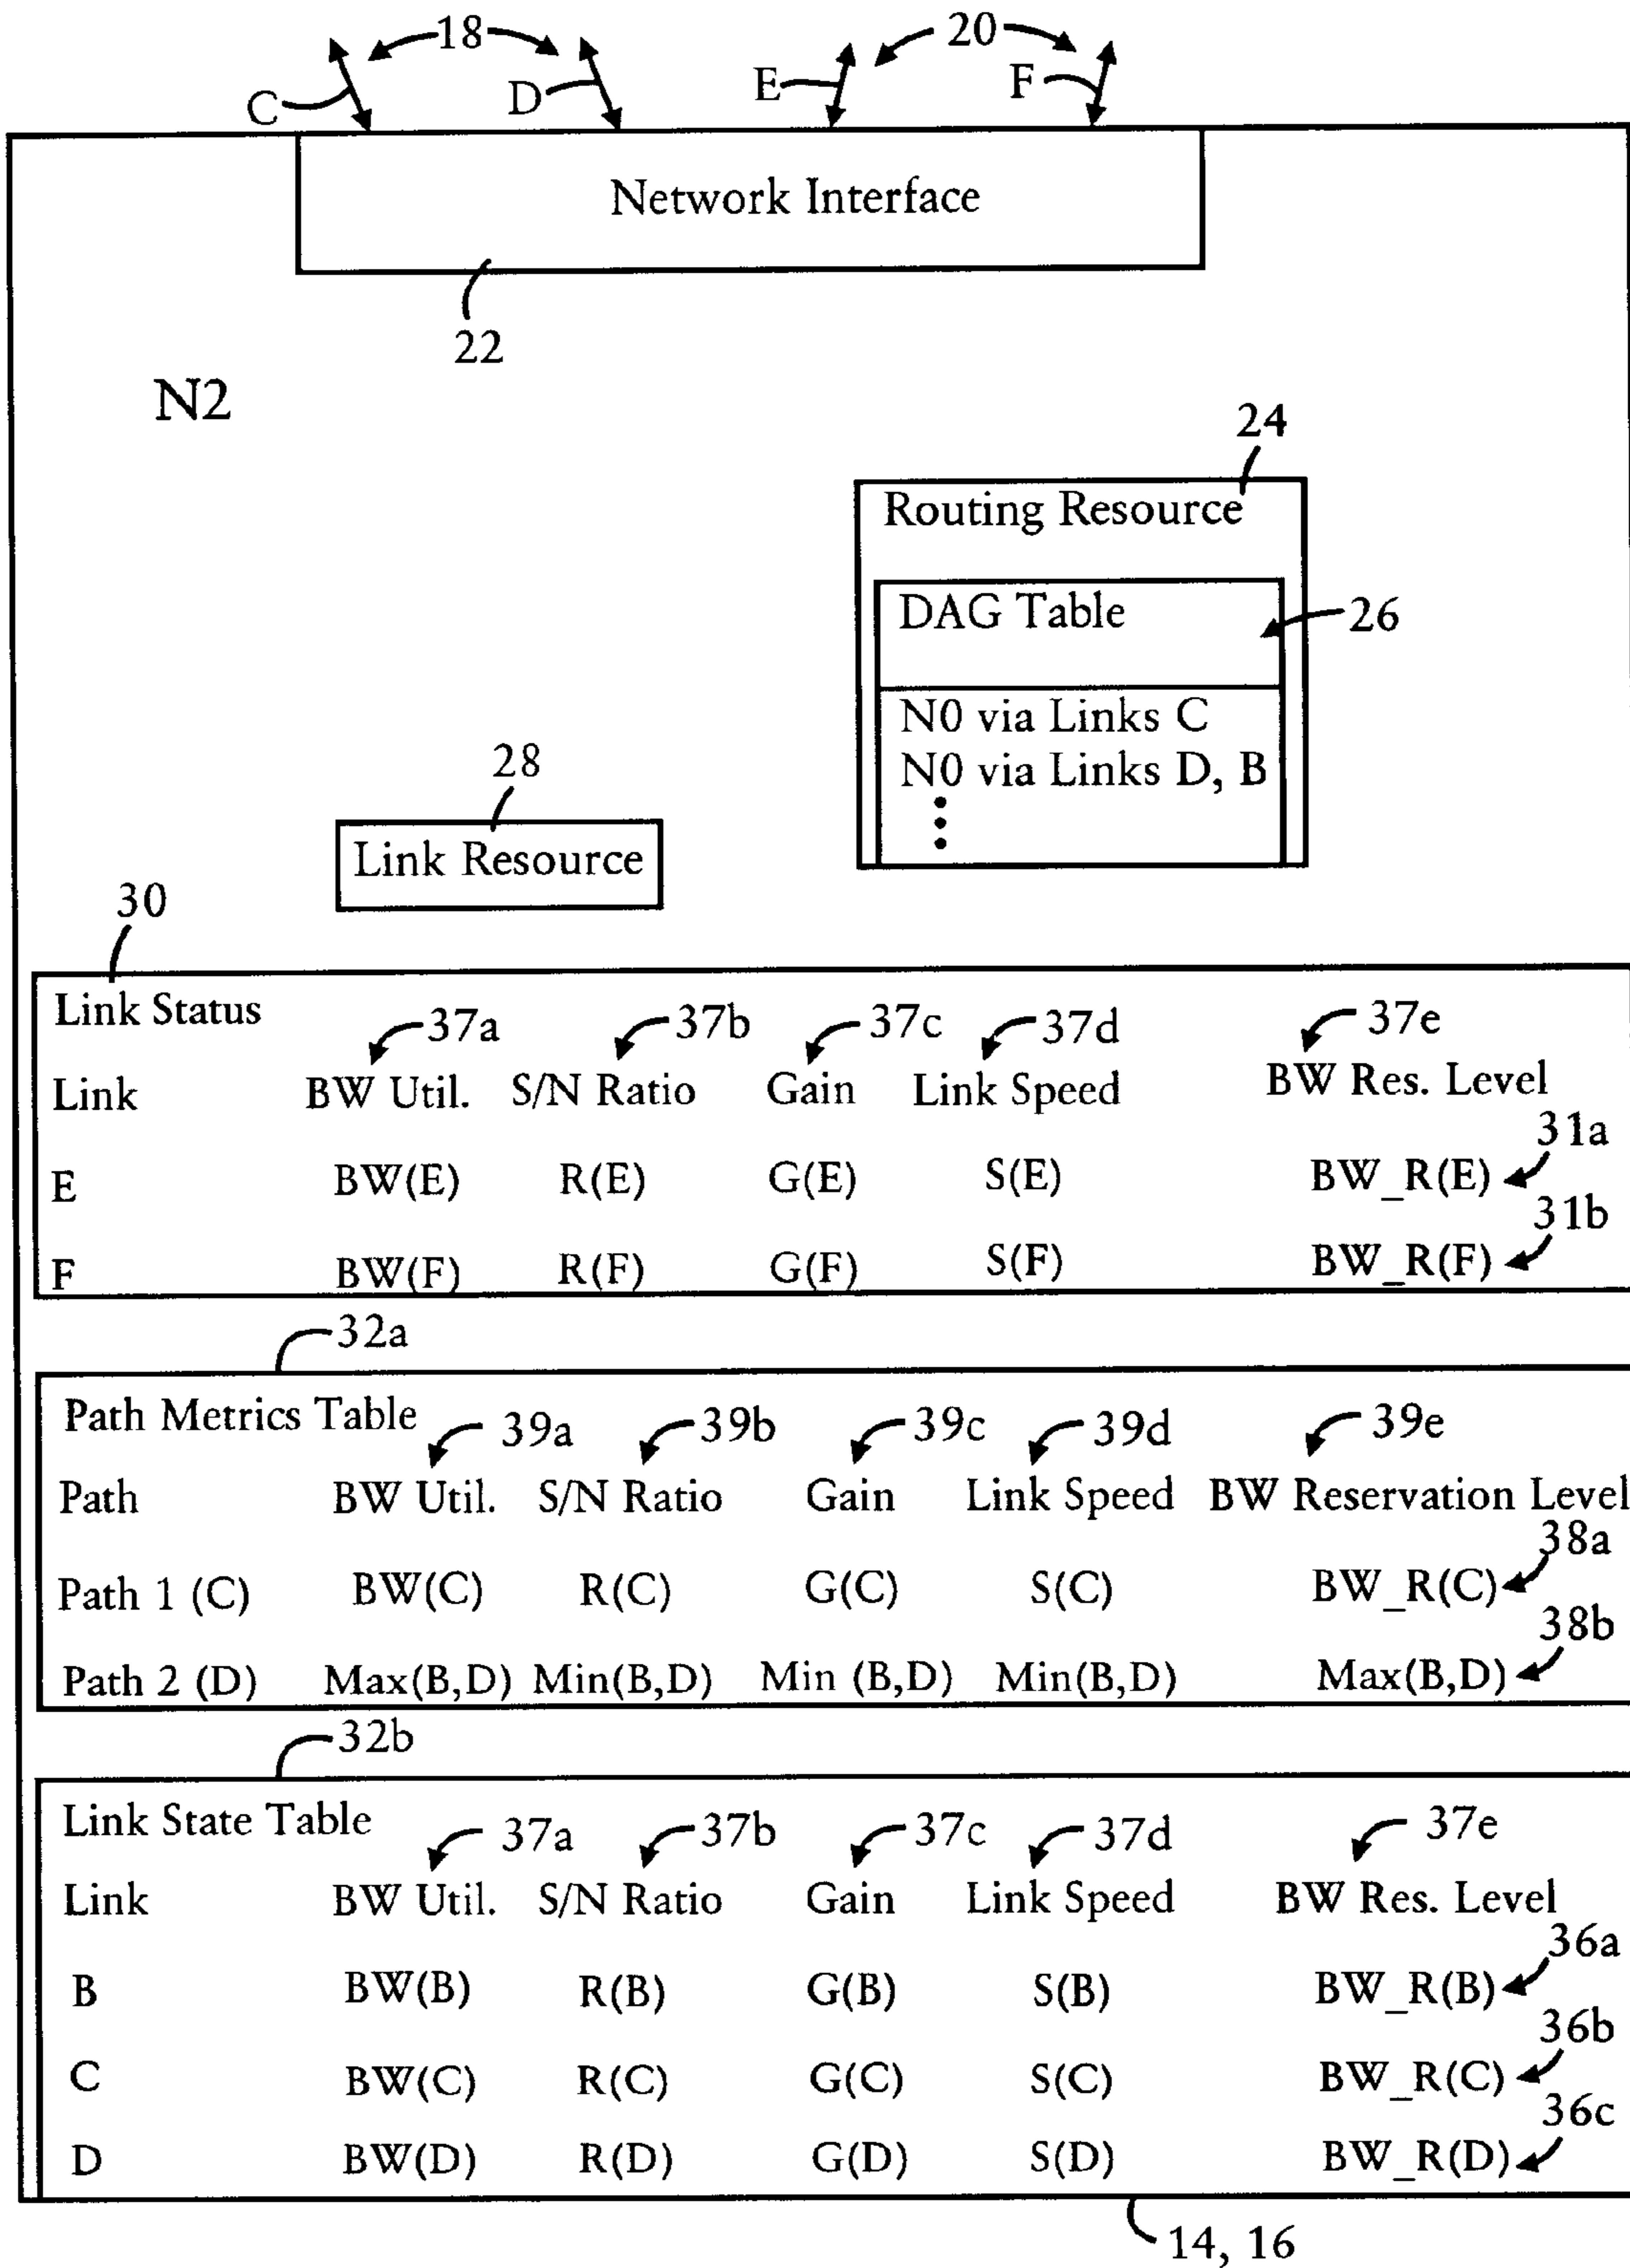 18 20
C D E F
Network Interface
22
N2
24
Routing Resource
DAG Table
26
N0 via Links C
N0 via Links D, B
28
Link Resource
30
Link Status
37a 37b 37c 37d 37e
Link BW Util. S/N Ratio Gain Link Speed BW Res. Level
31a
E BW(E) R(E) G(E) S(E) BW_R(E)
31b
F BW(F) R(F) G(F) S(F) BW_R(F)
32a
Path Metrics Table
39a 39b 39c 39d 39e
Path BW Util. S/N Ratio Gain Link Speed BW Reservation Level
38a
Path 1 (C) BW(C) R(C) G(C) S(C) BW_R(C)
38b
Path 2 (D) Max(B,D) Min(B,D) Min (B,D) Min(B,D) Max(B,D)
32b
Link State Table
37a 37b 37c 37d 37e
Link BW Util. S/N Ratio Gain Link Speed BW Res. Level
36a
B BW(B) R(B) G(B) S(B) BW_R(B)
36b
C BW(C) R(C) G(C) S(C) BW_R(C)
36c
D BW(D) R(D) G(D) S(D) BW_R(D)
14, 16